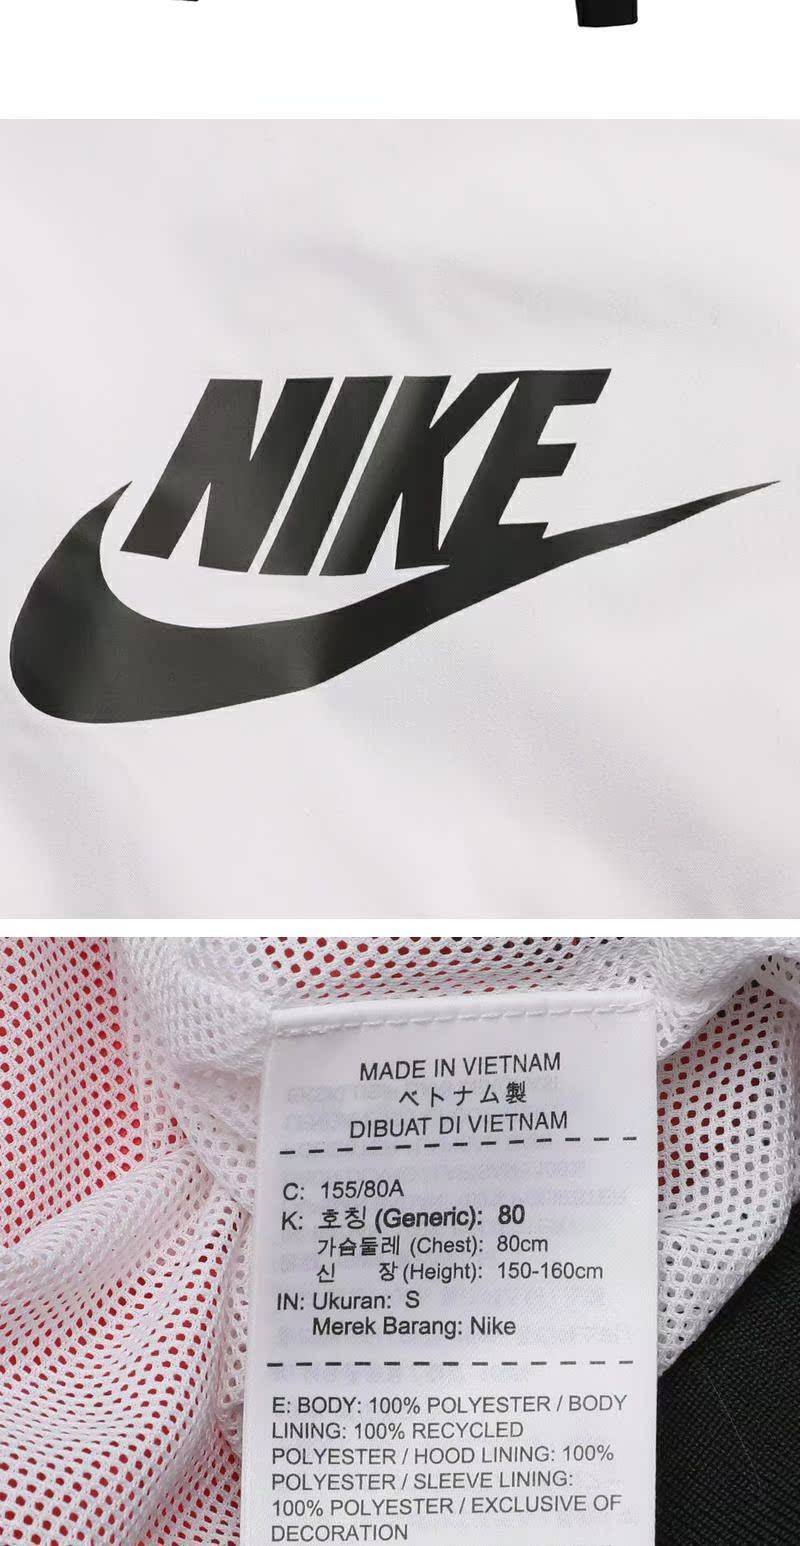 NIKE
MADE IN VIETNAM
ベトナム製
DIBUAT DI VIETNAM
C: 155/80A
K: 호칭 (Generic): 80
가슴둘레 (Chest): 80cm
신 장 (Height): 150-160cm
IN: Ukuran: S
Merek Barang: Nike
E: BODY: 100% POLYESTER / BODY
LINING: 100% RECYCLED
POLYESTER / HOOD LINING: 100%
POLYESTER / SLEEVE LINING:
100% POLYESTER / EXCLUSIVE OF
DECORATION